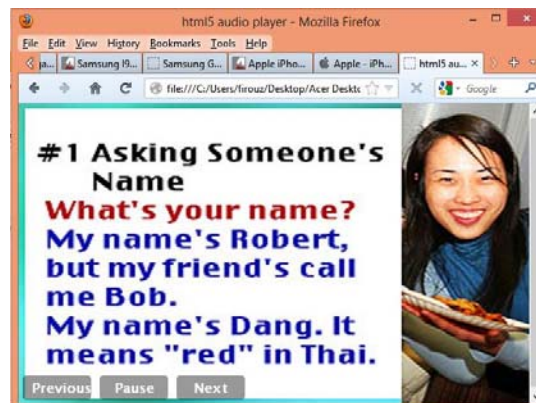 html5 audio player - Mozilla Firefox
File Edit View History Bookmarks Tools Help
ja... Samsung I9... Samsung G... Apple iPho... Apple - iPh... html5 au...
file:///C:/Users/firouz/Desktop/Acer Deskto Google
#1 Asking Someone's
Name
What's your name?
My name's Robert,
but my friend's call
me Bob.
My name's Dang. It
means "red" in Thai.
Previous Pause Next